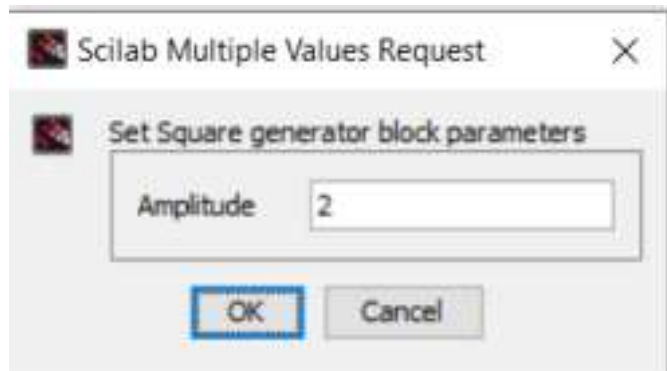 Scilab Multiple Values Request
Set Square generator block parameters
Amplitude 2
OK Cancel